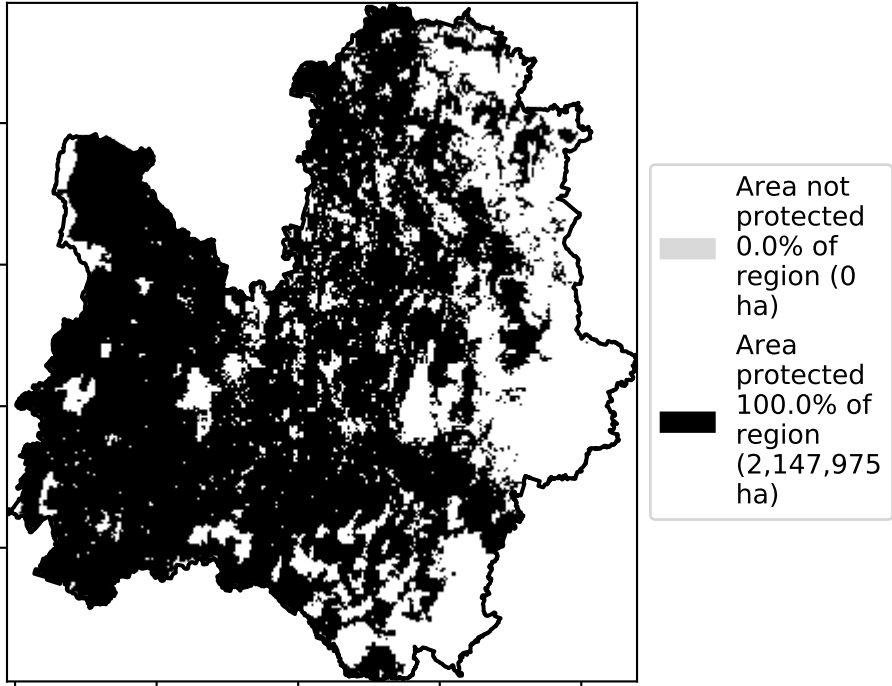 Area not
protected
0.0% of
region (0
ha)
Area
protected
100.0% of
region
(2,147,975
ha)